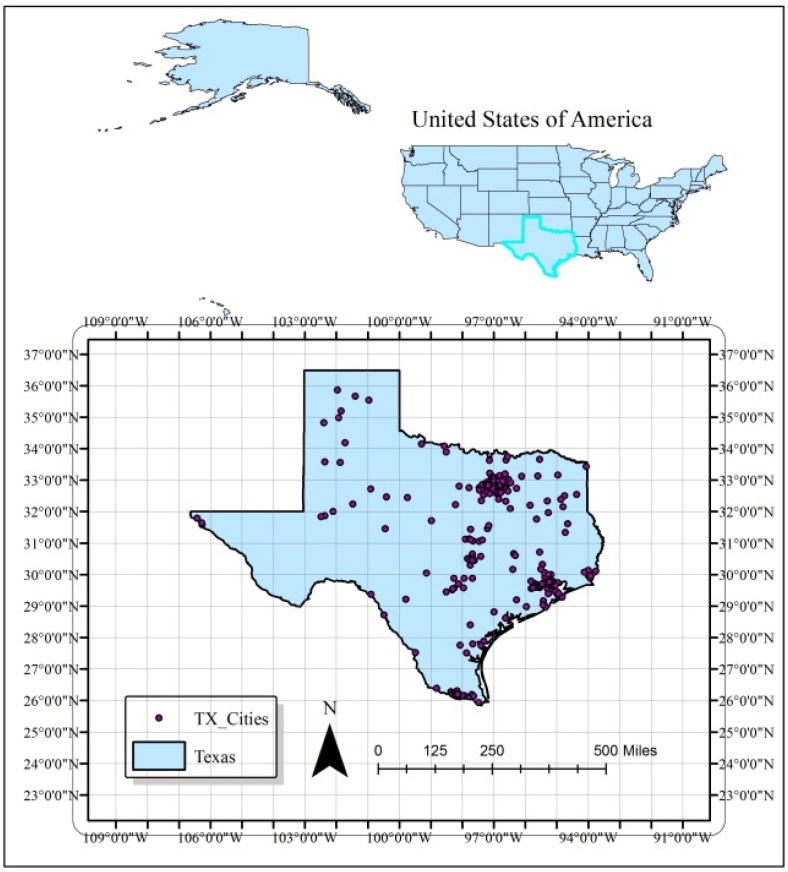 United States of America
109°0'0"W 106°0'0"W 103°0'0"W 100°0'0"W 97°0'0"W 94°0'0"W 91°0'0"W
37°0'0"N 37°0'0"N
36°0'0"N 36°0'0"N
35°0'0"N 35°0'0"N
34°0'0"N 34°0'0"N
33°0'0"N 33°0'0"N
32°0'0"N 32°0'0"N
31°0'0"N 31°0'0"N
30°0'0"N 30°0'0"N
29°0'0"N 29°0'0"N
28°0'0"N 28°0'0"N
27°0'0"N 27°0'0"N
26°0'0"N 26°0'0"N
25°0'0"N 25°0'0"N
24°0'0"N 24°0'0"N
23°0'0"N 23°0'0"N
TX_Cities
Texas
N
0 125 250 500 Miles
109°0'0"W 106°0'0"W 103°0'0"W 100°0'0"W 97°0'0"W 94°0'0"W 91°0'0"W